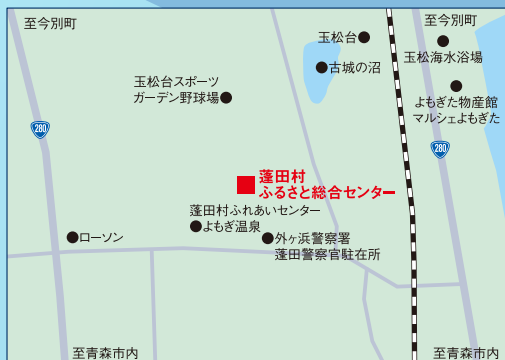 至今別町
至今別町
玉松台
玉松海水浴場
古城の沼
玉松台スポーツ
ガーデン野球場
よもぎた物産館
マルシェよもぎた
280
280
蓬田村
ふるさと総合センター
蓬田村ふれあいセンター
よもぎ温泉
ローソン
外ヶ浜警察署
蓬田警察官駐在所
至青森市内
至青森市内